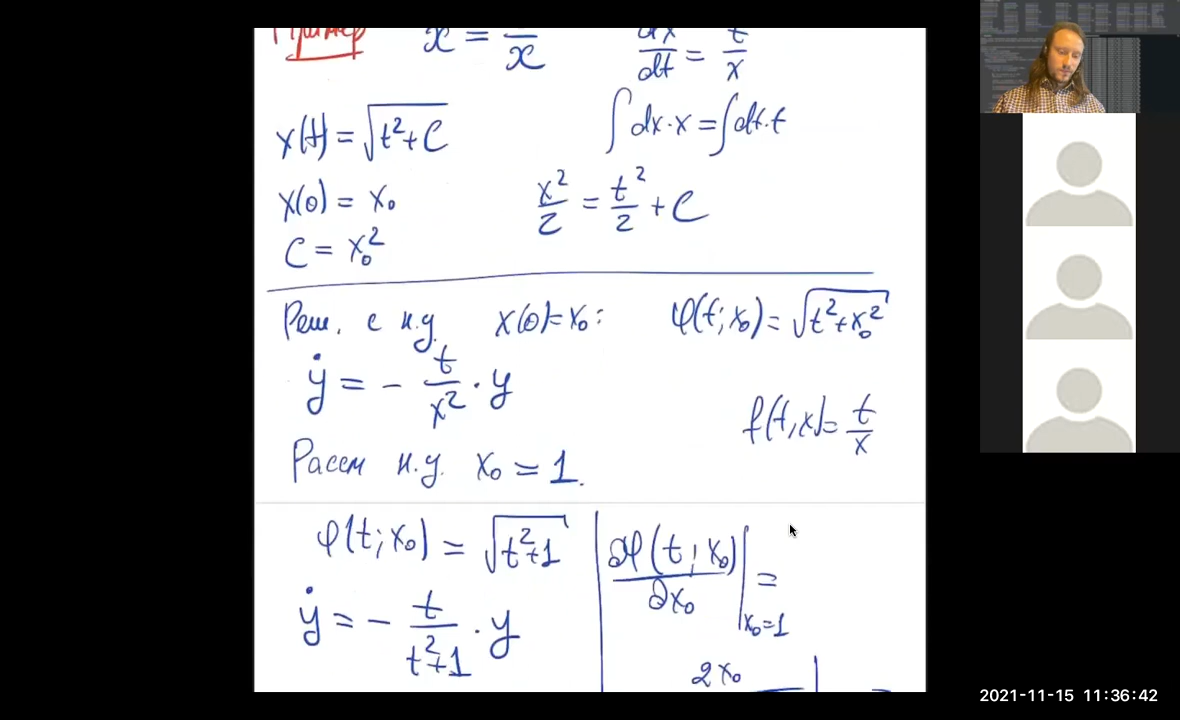 Пример ẋ = t/x dx/dt = t/x
x(t) = √(t²+C) ∫dx·x = ∫dt·t
x(0) = x₀ x²/2 = t²/2 + C
C = x₀²
Реш. с н.у. x(0)=x₀: φ(t; x₀) = √(t²+x₀²)
ẏ = - t/x² · y
f(t,x) = t/x
Рассм н.у. x₀ = 1.
φ(t; x₀) = √(t²+1) ∂φ(t; x₀)/∂x₀ |x₀=1 =
ẏ = - t/(t²+1) · y
2x₀
2021-11-15 11:36:42